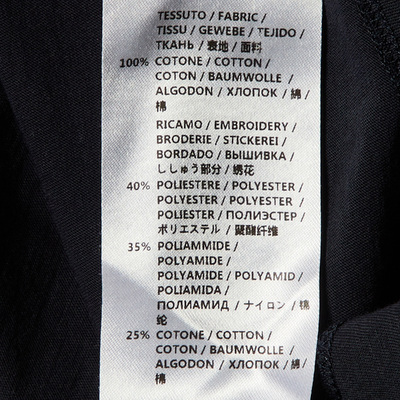 TESSUTO / FABRIC /
TISSU / GEWEBE / TEJIDO /
ТКАНЬ / 表地 / 面料
100% COTONE / COTTON /
COTON / BAUMWOLLE /
ALGODON / ХЛОПОК / 綿 /
棉
RICAMO / EMBROIDERY /
BRODERIE / STICKEREI /
BORDADO / ВЫШИВКА /
ししゅう部分 / 绣花
40% POLIESTERE / POLYESTER /
POLYESTER / POLYESTER /
POLIESTER / ПОЛИЭСТЕР /
ポリエステル / 聚酯纤维
35% POLIAMMIDE /
POLYAMIDE /
POLYAMIDE / POLYAMID /
POLIAMIDA /
ПОЛИАМИД / ナイロン / 棉
纶
25% COTONE / COTTON /
COTON / BAUMWOLLE /
ALGODON / ХЛОПОК / 綿 /
棉